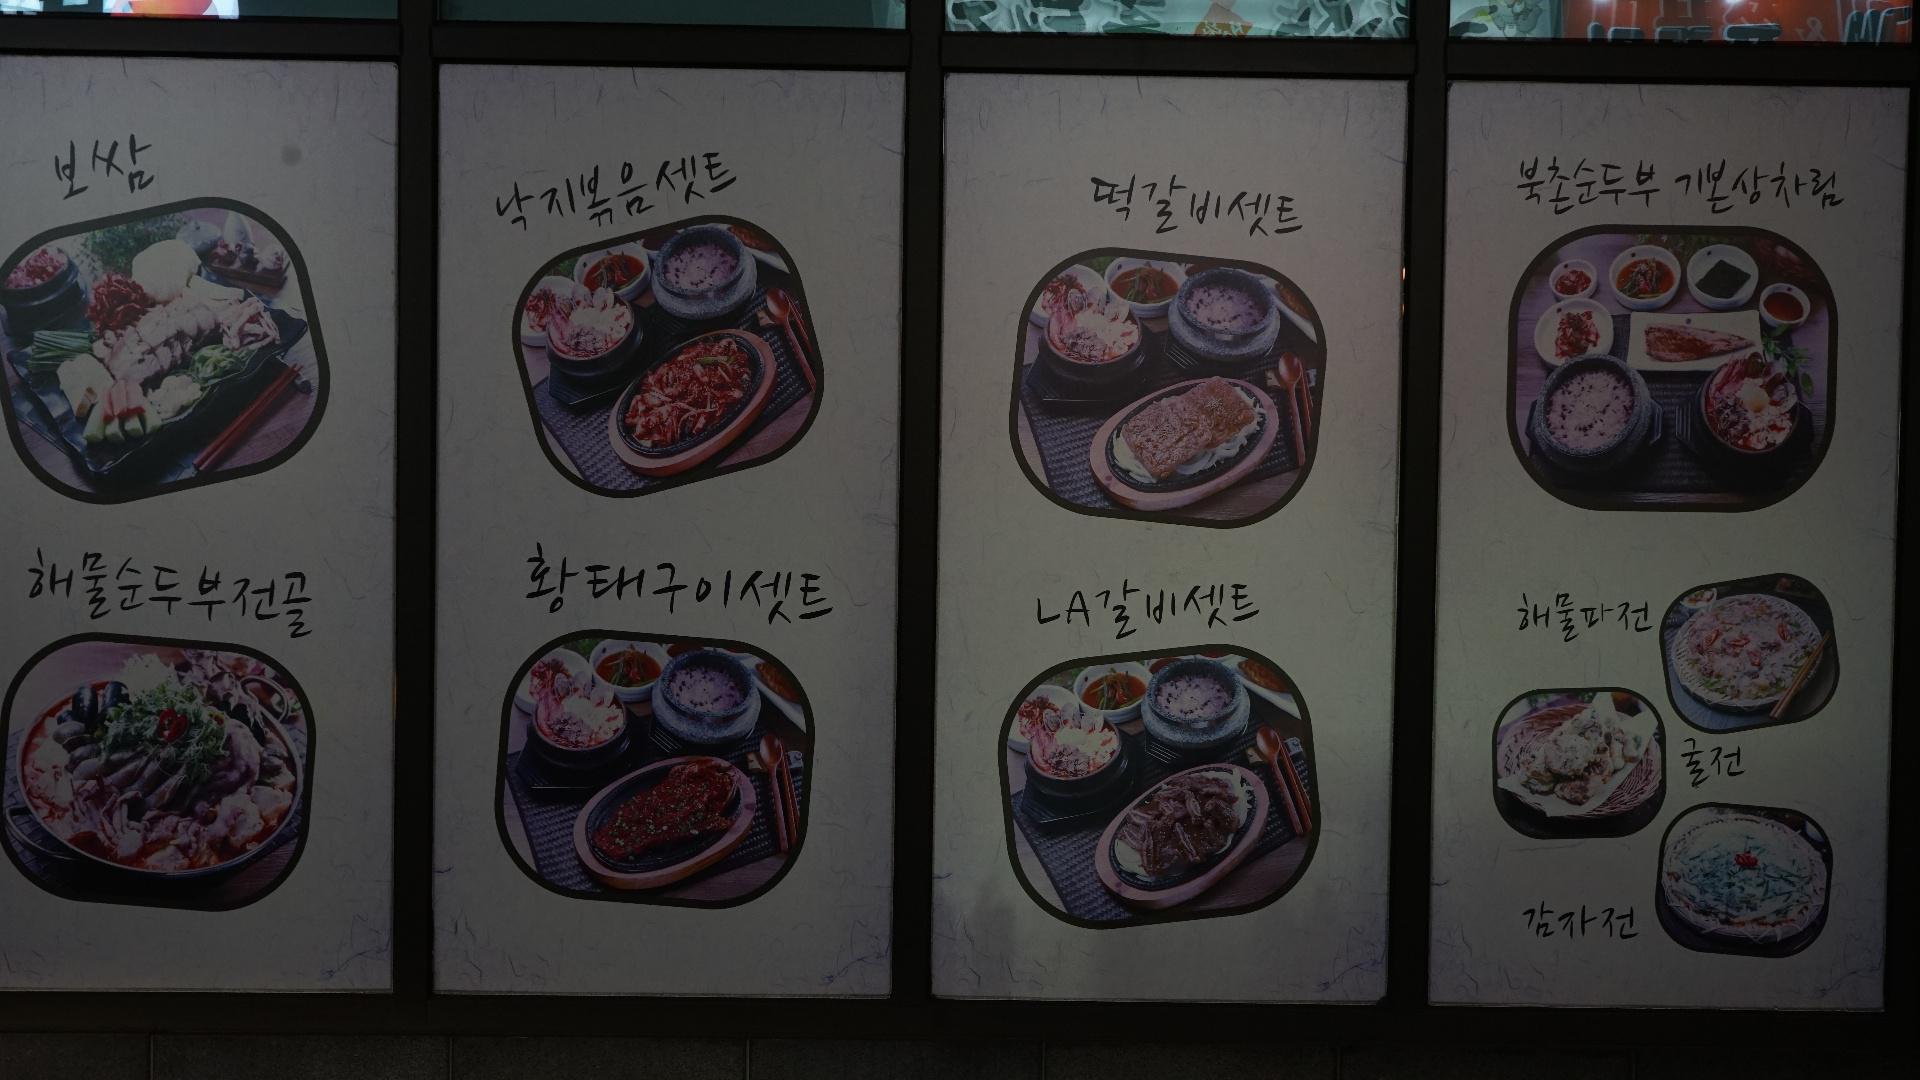 보쌈
해물순두부전골
낙지볶음셋트
황태구이셋트
떡갈비셋트
LA갈비셋트
북촌순두부 기본상차림
해물파전
굴전
감자전